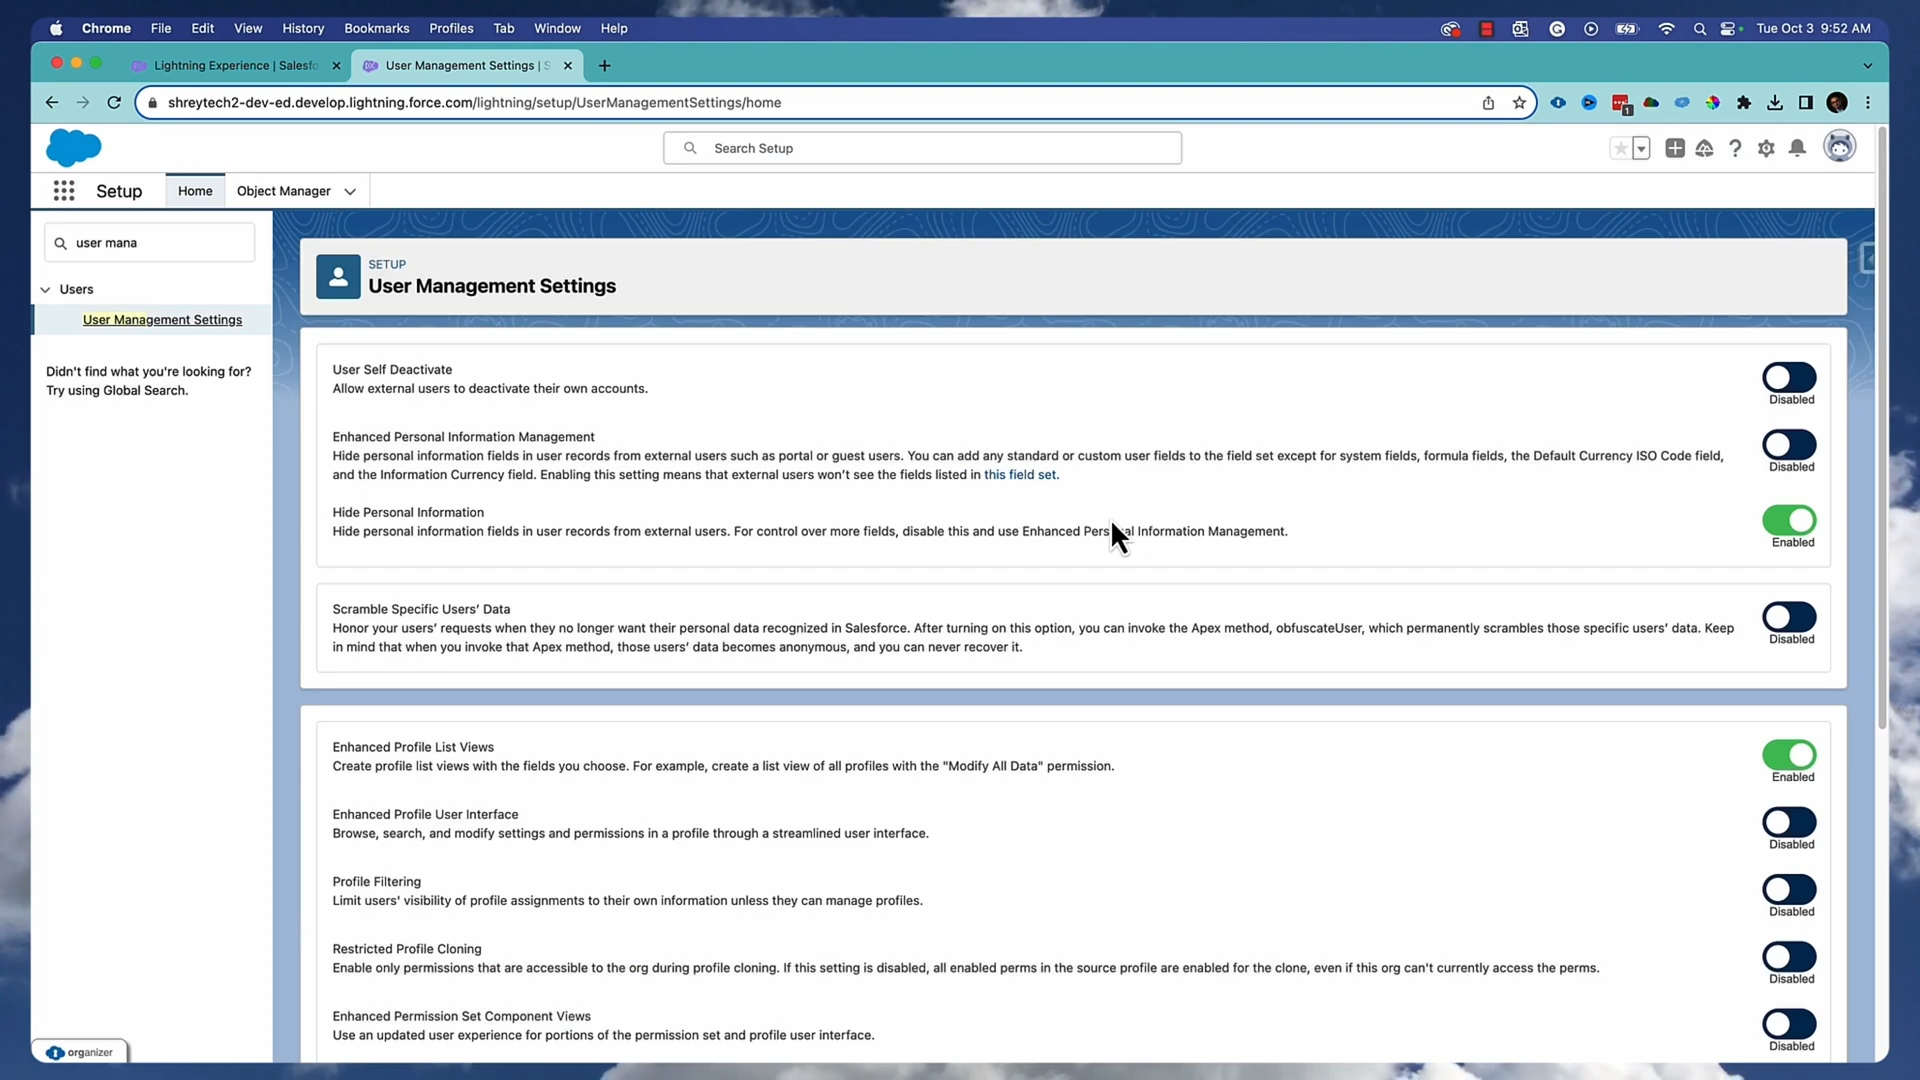 Chrome File Edit View History Bookmarks Profiles Tab Window Help Tue Oct 3 9:52 AM
Lightning Experience | Salesfo User Management Settings | S
shreytech2-dev-ed.develop.lightning.force.com/lightning/setup/UserManagementSettings/home
1
Search Setup
Setup Home Object Manager
user mana
Users
User Management Settings
Didn't find what you're looking for?
Try using Global Search.
SETUP
User Management Settings
User Self Deactivate
Allow external users to deactivate their own accounts.
Disabled
Enhanced Personal Information Management
Hide personal information fields in user records from external users such as portal or guest users. You can add any standard or custom user fields to the field set except for system fields, formula fields, the Default Currency ISO Code field,
and the Information Currency field. Enabling this setting means that external users won't see the fields listed in this field set.
Disabled
Hide Personal Information
Hide personal information fields in user records from external users. For control over more fields, disable this and use Enhanced Personal Information Management.
Enabled
Scramble Specific Users' Data
Honor your users' requests when they no longer want their personal data recognized in Salesforce. After turning on this option, you can invoke the Apex method, obfuscateUser, which permanently scrambles those specific users' data. Keep
in mind that when you invoke that Apex method, those users' data becomes anonymous, and you can never recover it.
Disabled
Enhanced Profile List Views
Create profile list views with the fields you choose. For example, create a list view of all profiles with the "Modify All Data" permission.
Enabled
Enhanced Profile User Interface
Browse, search, and modify settings and permissions in a profile through a streamlined user interface.
Disabled
Profile Filtering
Limit users' visibility of profile assignments to their own information unless they can manage profiles.
Disabled
Restricted Profile Cloning
Enable only permissions that are accessible to the org during profile cloning. If this setting is disabled, all enabled perms in the source profile are enabled for the clone, even if this org can't currently access the perms.
Disabled
Enhanced Permission Set Component Views
Use an updated user experience for portions of the permission set and profile user interface.
Disabled
organizer